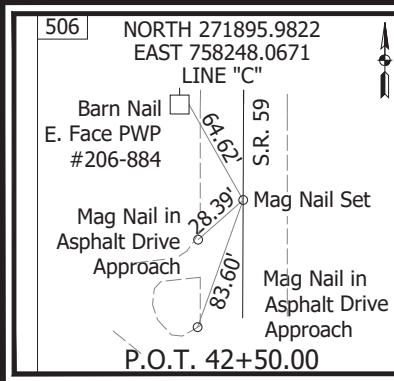 506
NORTH 271895.9822
EAST 758248.0671
LINE "C"
Barn Nail
E. Face PWP
#206-884
64.62'
S.R. 59
Mag Nail Set
28.39'
Mag Nail in
Asphalt Drive
Approach
83.60'
Mag Nail in
Asphalt Drive
Approach
P.O.T. 42+50.00